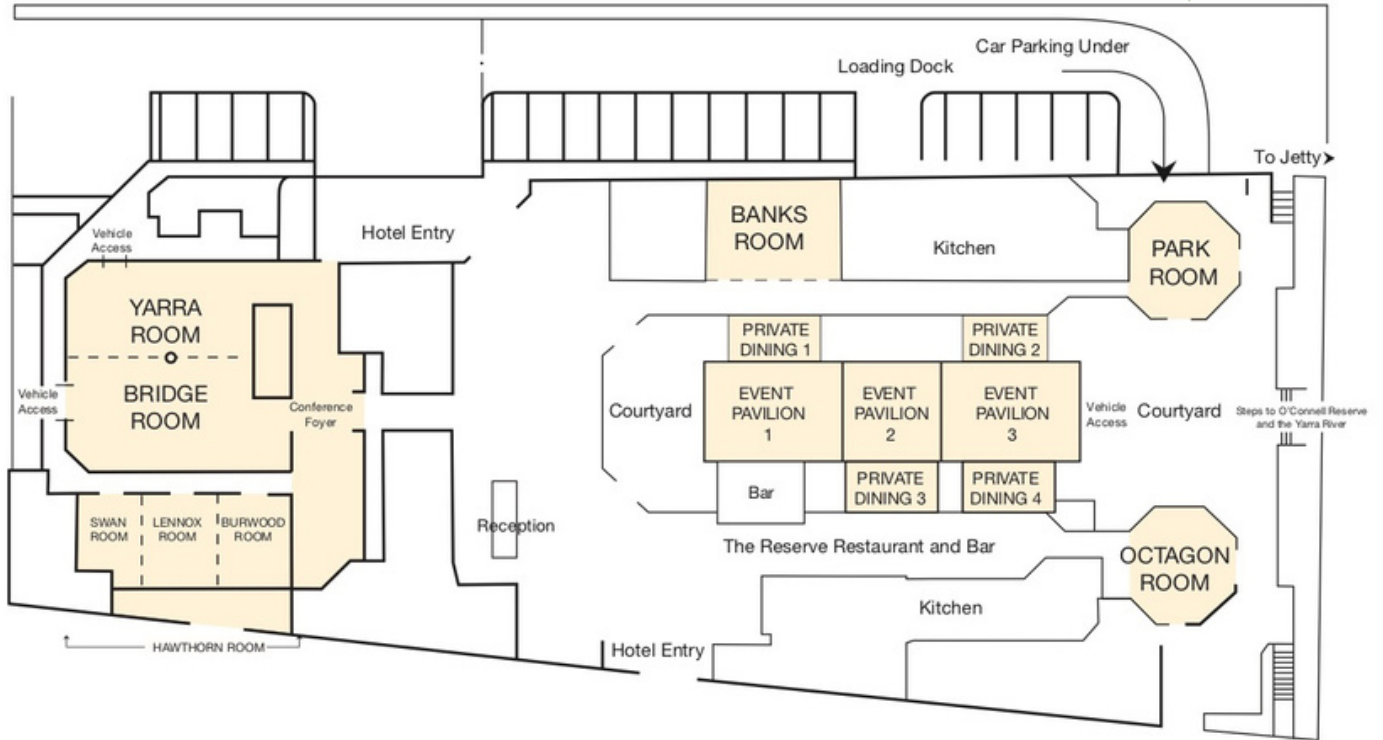 Car Parking Under
Loading Dock
To Jetty
Vehicle
Access
Hotel Entry
BANKS
ROOM
Kitchen
PARK
ROOM
YARRA
ROOM
BRIDGE
ROOM
Vehicle
Access
Conference
Foyer
PRIVATE
DINING 1
PRIVATE
DINING 2
Courtyard
EVENT
PAVILION
1
EVENT
PAVILION
2
EVENT
PAVILION
3
Vehicle
Access
Courtyard
Steps to O'Connell Reserve
and the Yarra River
Bar
PRIVATE
DINING 3
PRIVATE
DINING 4
SWAN
ROOM
LENNOX
ROOM
BURWOOD
ROOM
Reception
The Reserve Restaurant and Bar
OCTAGON
ROOM
Kitchen
HAWTHORN ROOM
Hotel Entry